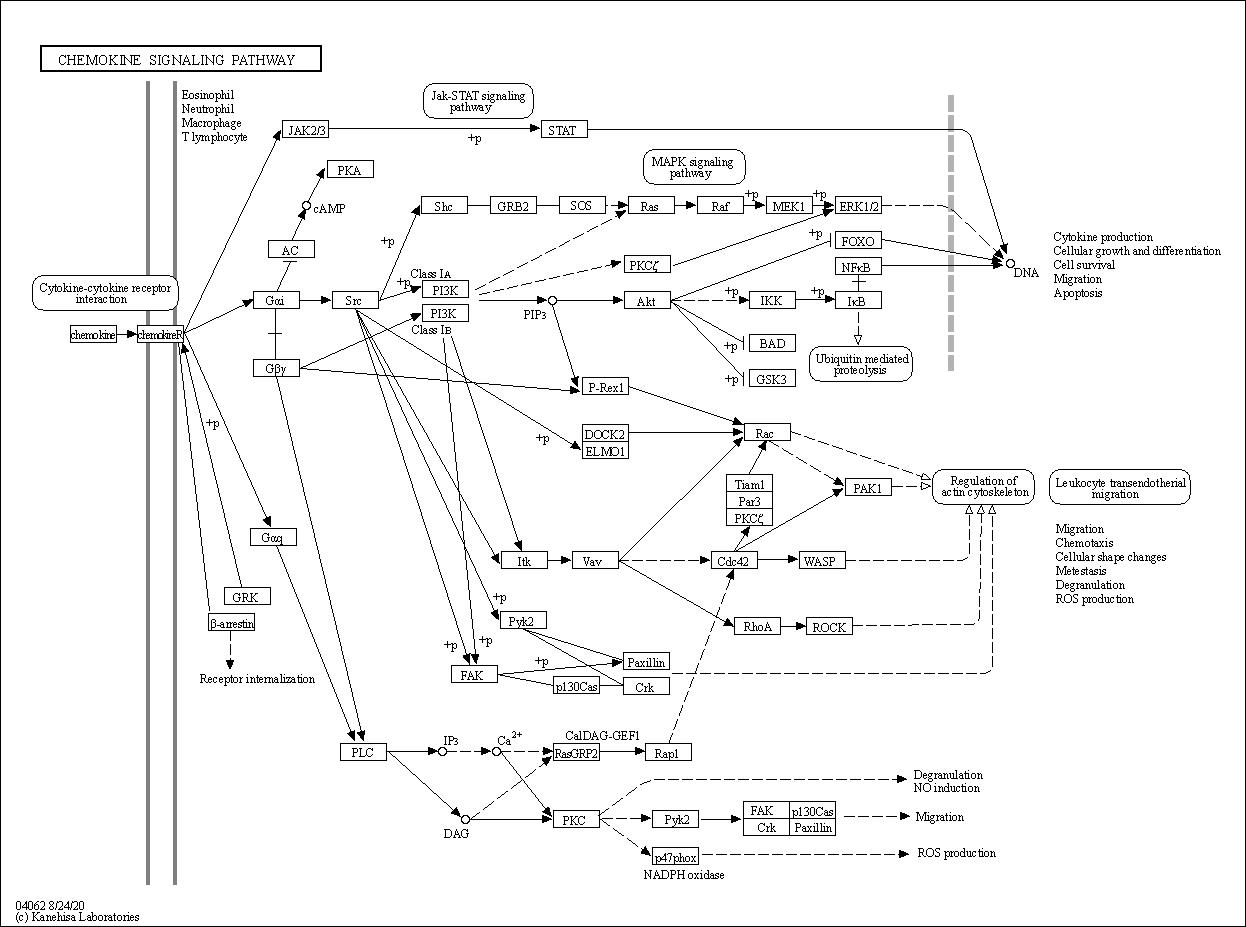 CHEMOKINE SIGNALING PATHWAY
Eosinophil
Neutrophil
Macrophage
T lymphocyte
Jak-STAT signaling
pathway
JAK2/3
+p
STAT
MAPK signaling
pathway
PKA
cAMP
AC
+p
Shc
GRB2
SOS
Ras
Raf
+p
MEK1
+p
ERK1/2
+p
FOXO
NFκB
DNA
Cytokine production
Cellular growth and differentiation
Cell survival
Migration
Apoptosis
Cytokine-cytokine receptor
interaction
chemokine
chemokineR
Gαi
Src
+p
Class IA
PI3K
PI3K
Class IB
PKCζ
PIP3
Akt
IKK
+p
IκB
+p
BAD
+p
GSK3
Ubiquitin mediated
proteolysis
Gβγ
P-Rex1
+p
+p
DOCK2
ELMO1
Rac
Tiam1
Par3
PKCζ
PAK1
Regulation of
actin cytoskeleton
Leukocyte transendotherial
migration
Migration
Chemotaxis
Cellular shape changes
Metestasis
Degranulation
ROS production
Gαq
Itk
Vav
Cdc42
WASP
GRK
β-arrestin
Receptor internalization
+p
Pyk2
RhoA
ROCK
+p
+p
FAK
+p
Paxillin
p130Cas
Crk
PLC
IP3
Ca2+
CalDAG-GEF1
RasGRP2
Rap1
DAG
PKC
Degranulation
NO induction
Pyk2
FAK
p130Cas
Crk
Paxillin
Migration
p47phox
NADPH oxidase
ROS production
04062 8/24/20
(c) Kanehisa Laboratories